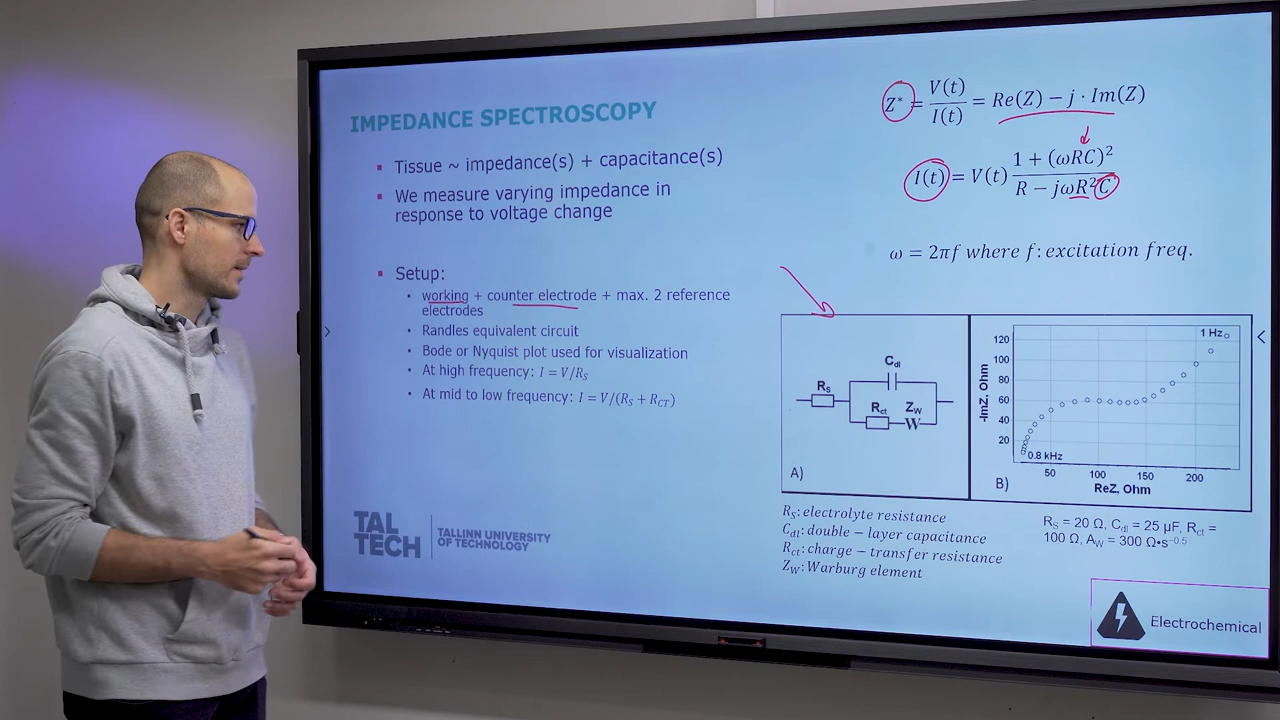 IMPEDANCE SPECTROSCOPY
Tissue ~ impedance(s) + capacitance(s)
We measure varying impedance in
response to voltage change
Setup:
working + counter electrode + max. 2 reference
electrodes
Randles equivalent circuit
Bode or Nyquist plot used for visualization
At high frequency: I = V/R_S
At mid to low frequency: I = V/(R_S + R_CT)
TAL
TECH
TALLINN UNIVERSITY
OF TECHNOLOGY
Z* = V(t)/I(t) = Re(Z) − j · Im(Z)
I(t) = V(t) (1 + (ωRC)²)/(R − jωR²C)
ω = 2πf where f: excitation freq.
C_dl
R_S
R_ct Z_W
W
A)
-ImZ, Ohm
120
100
80
60
40
20
1 Hz
0.8 kHz
50 100 150 200
B)
ReZ, Ohm
R_S: electrolyte resistance
C_dl: double − layer capacitance
R_ct: charge − transfer resistance
Z_W: Warburg element
R_S = 20 Ω, C_dl = 25 µF, R_ct =
100 Ω, A_W = 300 Ω•s^−0.5
Electrochemical